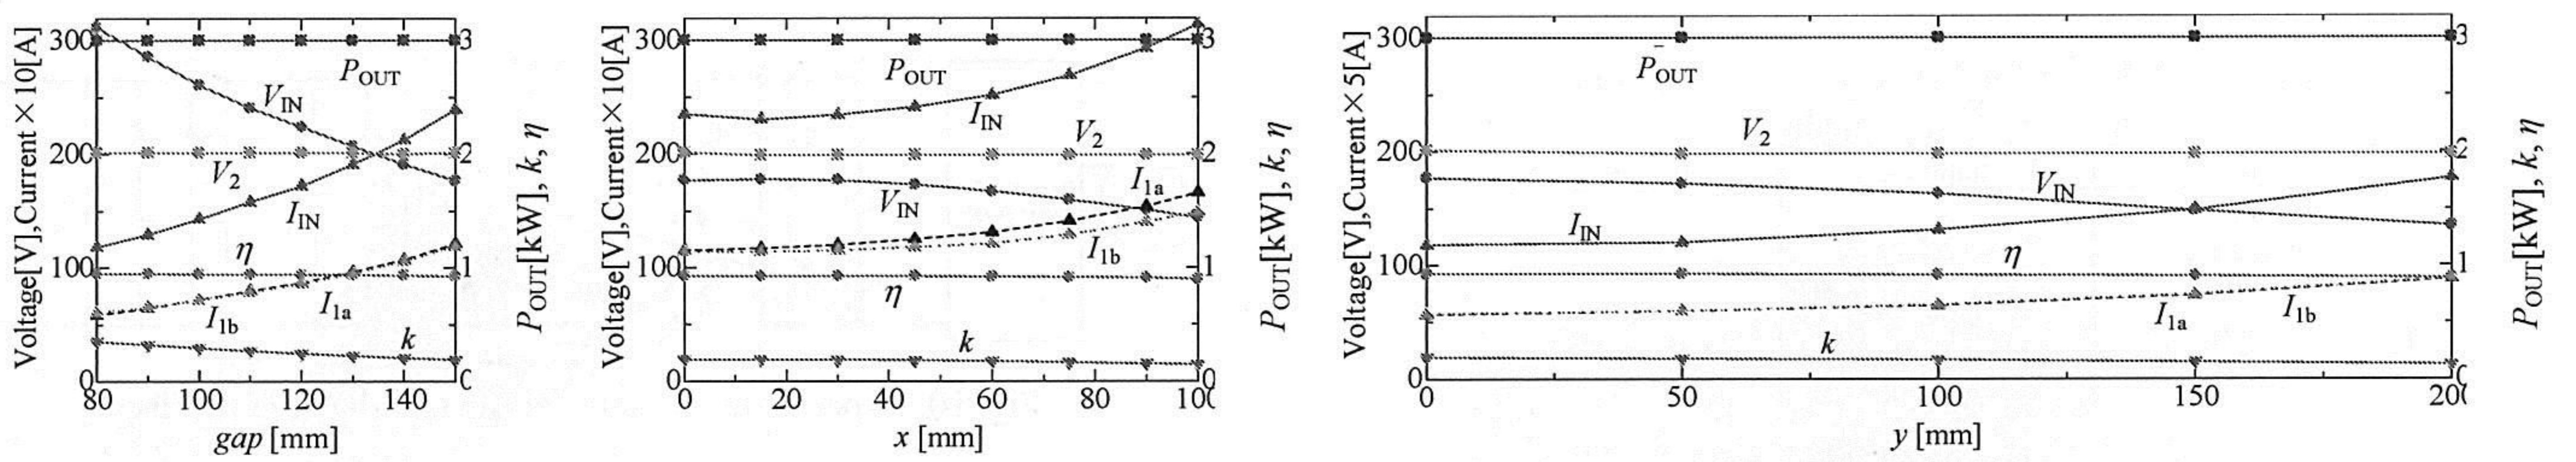 Voltage[V],Current×10[A]
300
200
100
0
3
2
1
0
P_OUT
V_IN
V_2
I_IN
η
I_1b
I_1a
k
80
100
120
140
gap [mm]
P_OUT[kW], k, η
Voltage[V],Current×10[A]
300
200
100
0
3
2
1
0
P_OUT
I_IN
V_2
I_1a
V_IN
I_1b
η
k
0
20
40
60
80
100
x [mm]
P_OUT[kW], k, η
Voltage[V],Current×5[A]
300
200
100
0
3
2
1
P_OUT
V_2
V_IN
I_IN
η
I_1a
I_1b
k
0
50
100
150
20
y [mm]
P_OUT[kW], k, η